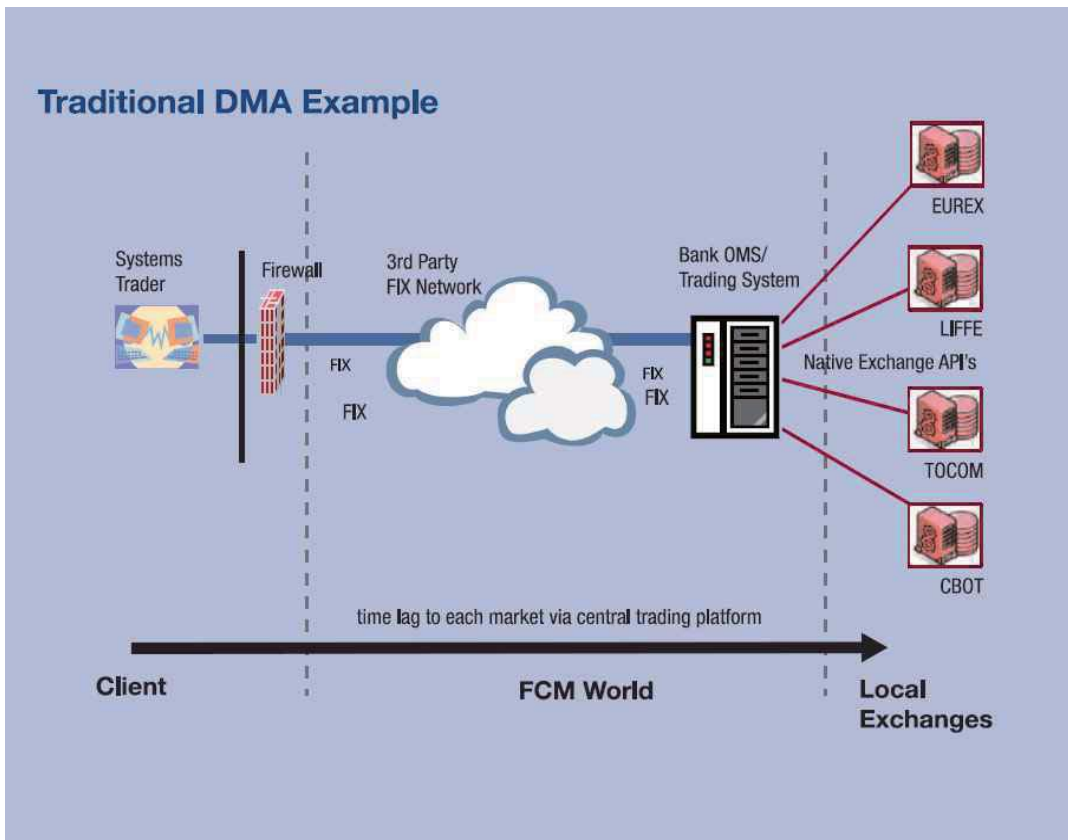 Traditional DMA Example
EUREX
Systems
Trader
Firewall
3rd Party
FIX Network
Bank OMS/
Trading System
LIFFE
FIX
FIX
FIX
FIX
Native Exchange API's
TOCOM
CBOT
time lag to each market via central trading platform
Client
FCM World
Local
Exchanges